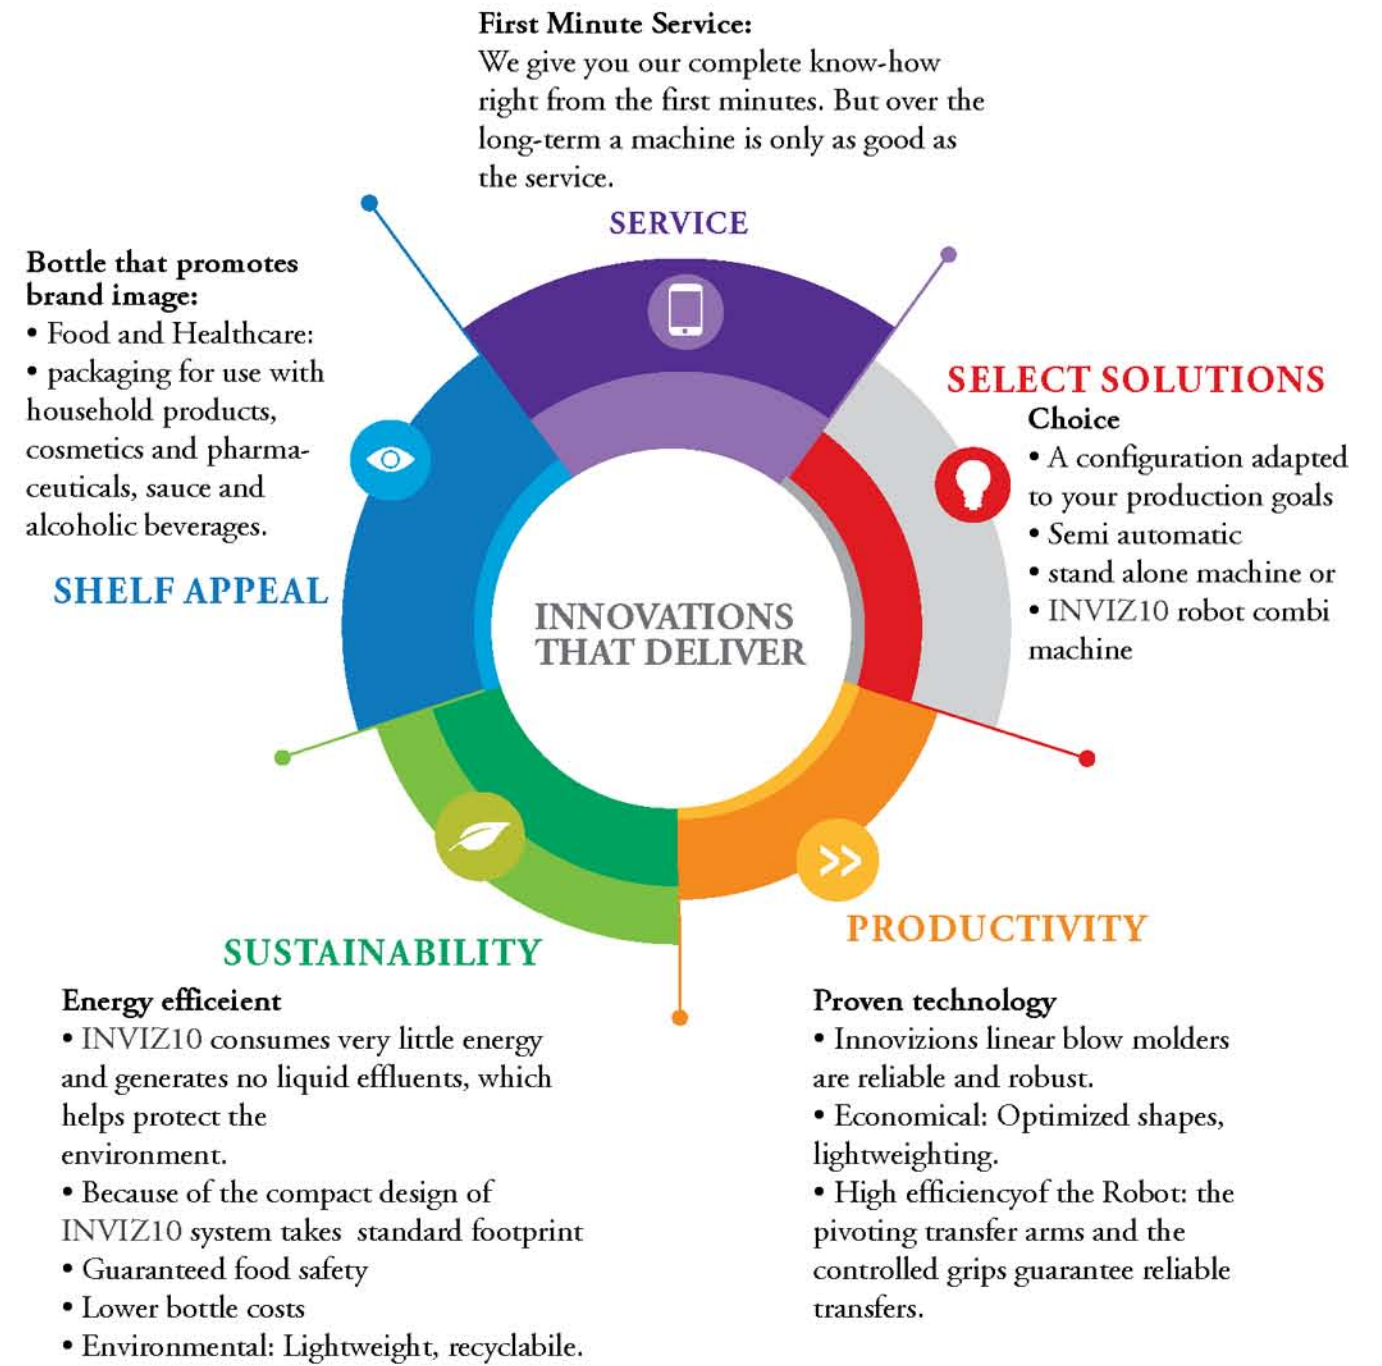 First Minute Service:
We give you our complete know-how
right from the first minutes. But over the
long-term a machine is only as good as
the service.
SERVICE
Bottle that promotes
brand image:
• Food and Healthcare:
• packaging for use with
household products,
cosmetics and pharma-
ceuticals, sauce and
alcoholic beverages.
SHELF APPEAL
SELECT SOLUTIONS
Choice
• A configuration adapted
to your production goals
• Semi automatic
• stand alone machine or
• INVIZ10 robot combi
machine
INNOVATIONS
THAT DELIVER
PRODUCTIVITY
Proven technology
• Innovizions linear blow molders
are reliable and robust.
• Economical: Optimized shapes,
lightweighting.
• High efficiencyof the Robot: the
pivoting transfer arms and the
controlled grips guarantee reliable
transfers.
SUSTAINABILITY
Energy efficeient
• INVIZ10 consumes very little energy
and generates no liquid effluents, which
helps protect the
environment.
• Because of the compact design of
INVIZ10 system takes  standard footprint
• Guaranteed food safety
• Lower bottle costs
• Environmental: Lightweight, recyclabile.